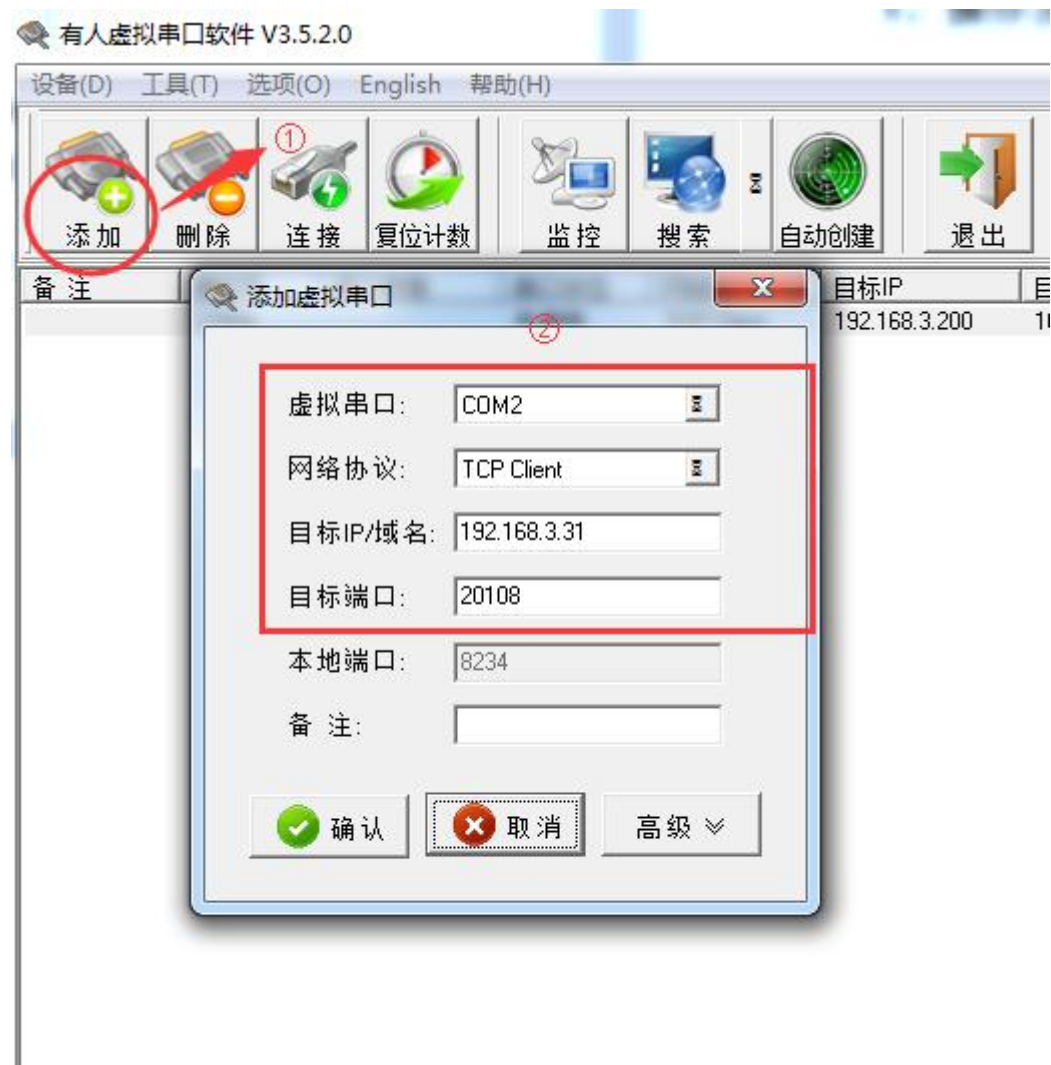 有人虚拟串口软件 V3.5.2.0
设备(D) 工具(T) 选项(O) English 帮助(H)
①
添加 删除 连接 复位计数 监控 搜索 自动创建 退出
备 注 目标IP
添加虚拟串口
192.168.3.200
②
虚拟串口: COM2
网络协议: TCP Client
目标IP/域名: 192.168.3.31
目标端口: 20108
本地端口: 8234
备 注:
确认 取消 高级